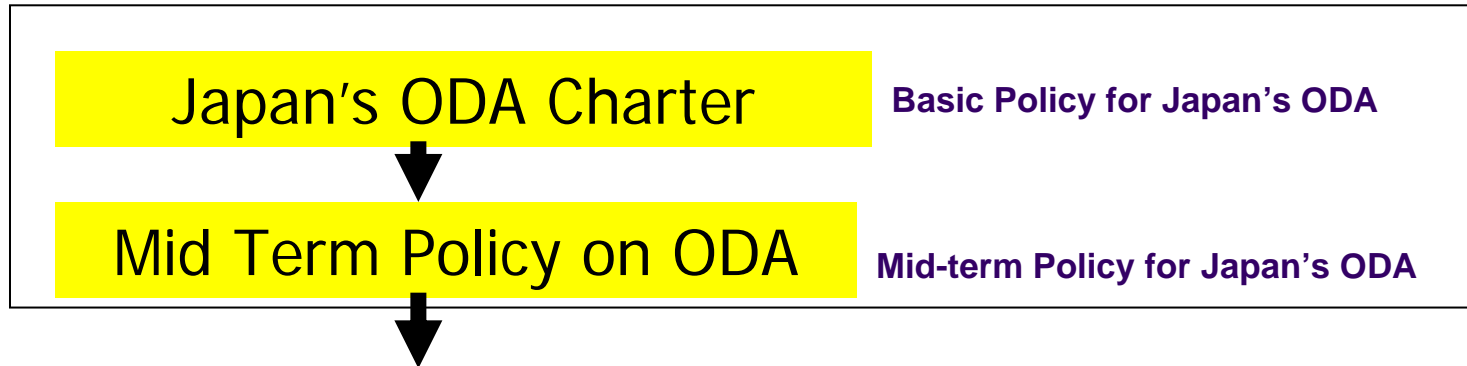 Japan's ODA Charter
Basic Policy for Japan's ODA
Mid Term Policy on ODA
Mid-term Policy for Japan's ODA